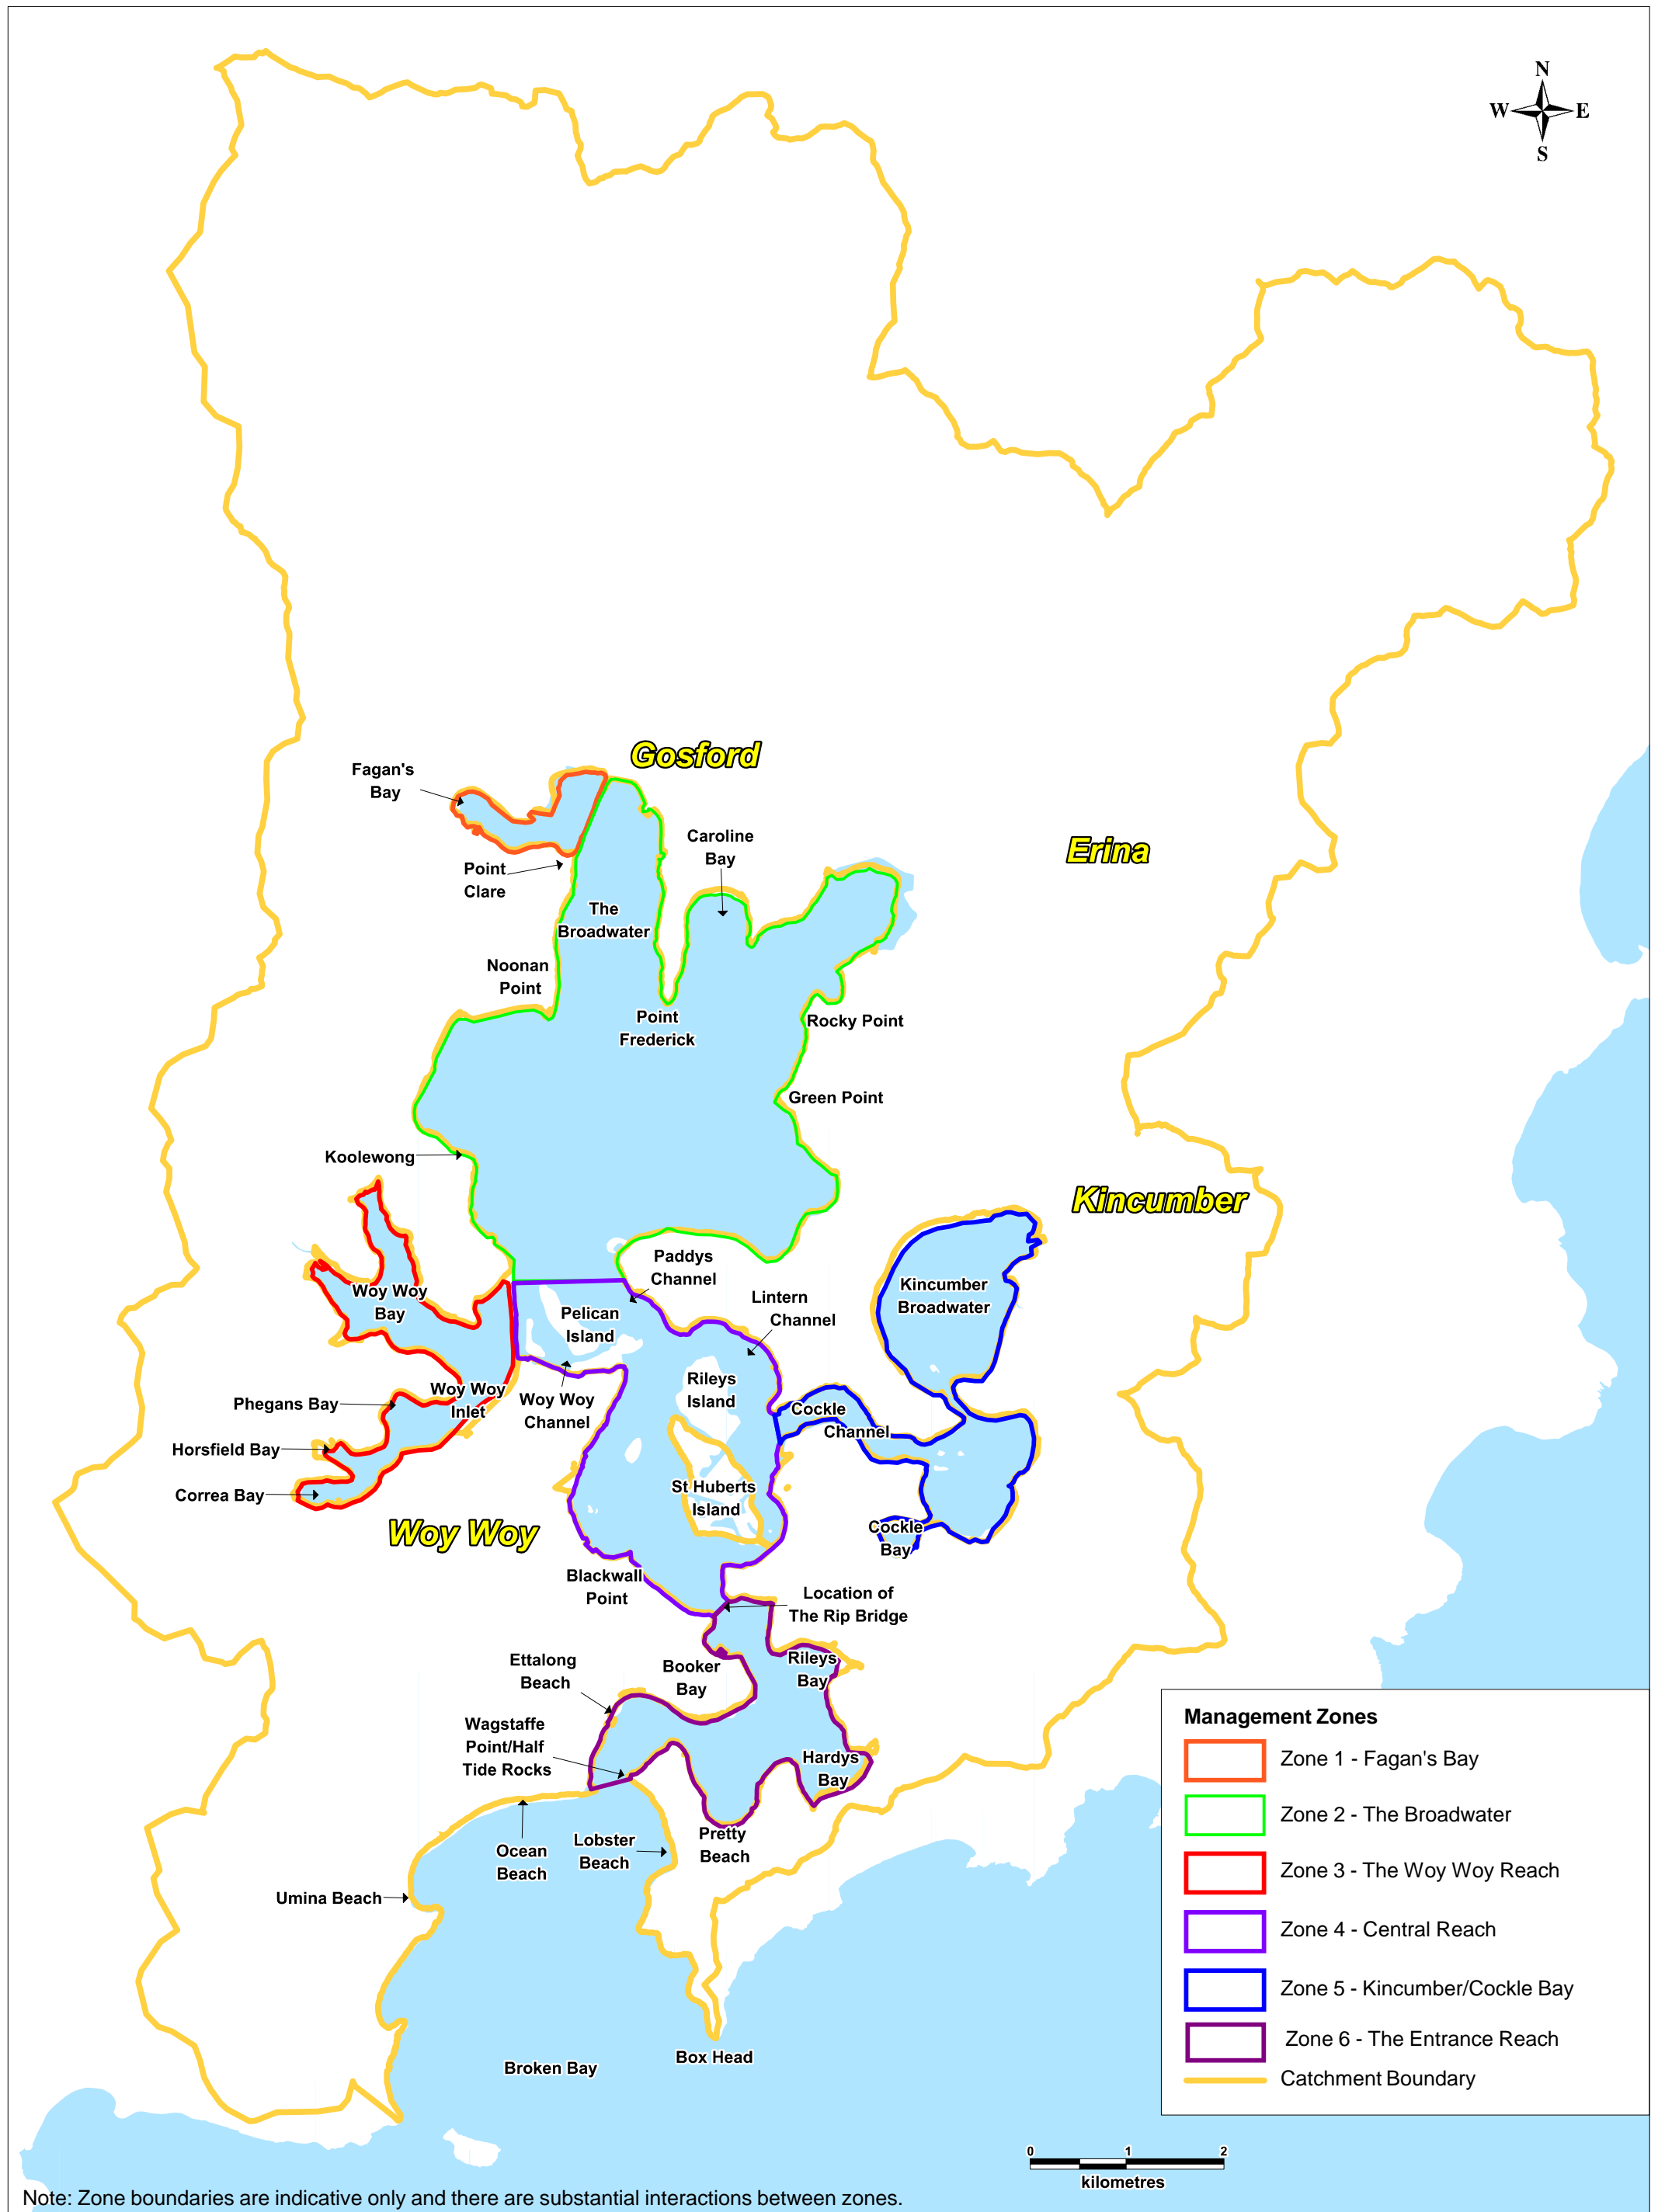 N
W E
S
Gosford
Fagan's
Bay
Erina
Caroline
Bay
Point
Clare
The
Broadwater
Noonan
Point
Point
Frederick
Rocky Point
Green Point
Koolewong
Kincumber
Paddys
Channel
Woy Woy
Bay
Kincumber
Broadwater
Lintern
Channel
Pelican
Island
Rileys
Island
Woy Woy
Inlet
Phegans Bay
Woy Woy
Channel
Cockle
Channel
Horsfield Bay
Correa Bay
St Huberts
Island
Woy Woy
Cockle
Bay
Blackwall
Point
Location of
The Rip Bridge
Ettalong
Beach
Booker
Bay
Rileys
Bay
Wagstaffe
Point/Half
Tide Rocks
Hardys
Bay
Ocean
Beach
Lobster
Beach
Pretty
Beach
Umina Beach
Box Head
Broken Bay
Management Zones
Zone 1 - Fagan's Bay
Zone 2 - The Broadwater
Zone 3 - The Woy Woy Reach
Zone 4 - Central Reach
Zone 5 - Kincumber/Cockle Bay
Zone 6 - The Entrance Reach
Catchment Boundary
0 1 2
kilometres
Note: Zone boundaries are indicative only and there are substantial interactions between zones.